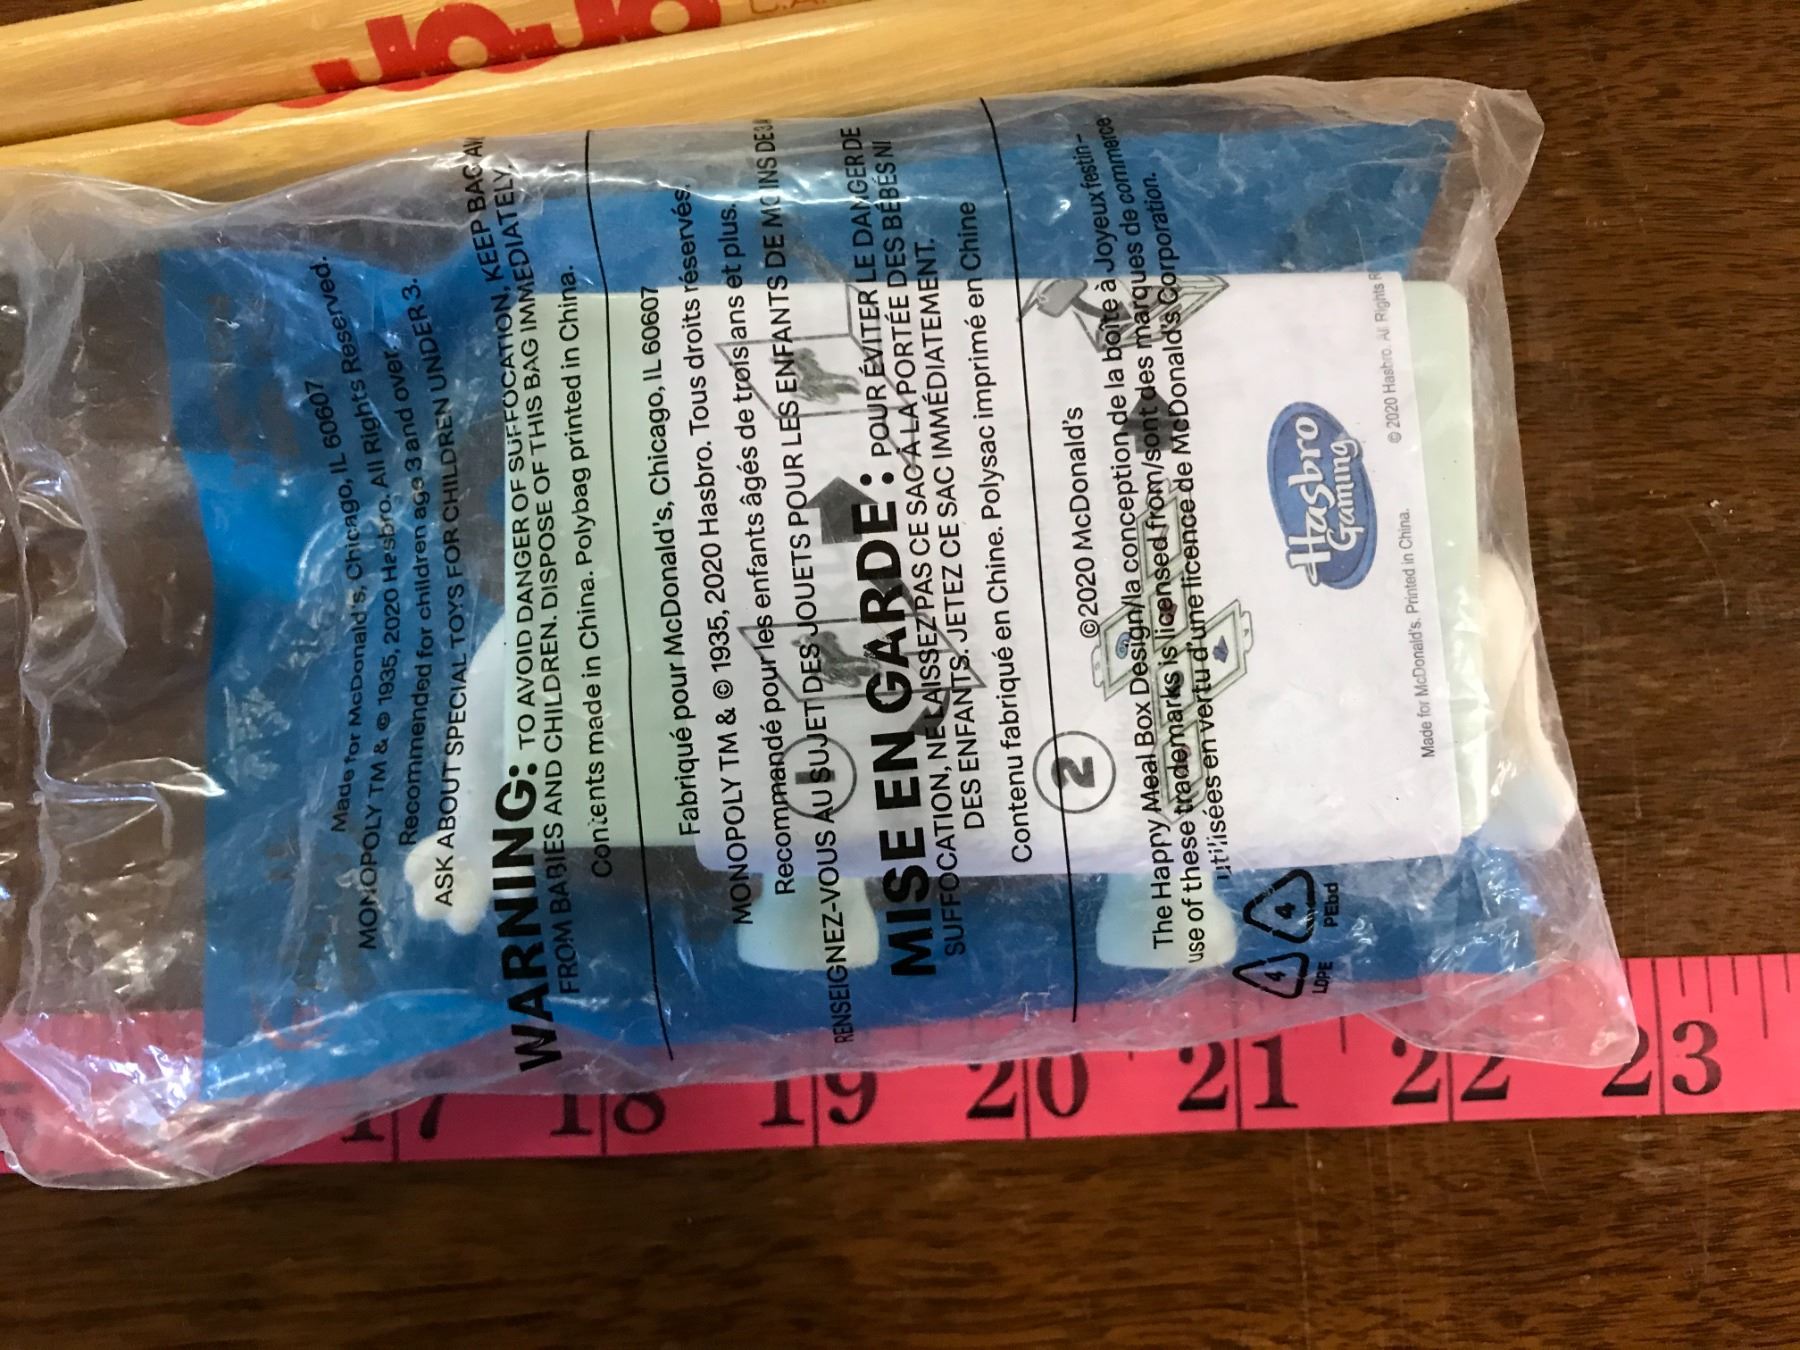 JOJO
Made for McDonald's, Chicago, IL 60607
MONOPOLY TM & © 1935, 2020 Hasbro. All Rights Reserved.
Recommended for children age 3 and over.
ASK ABOUT SPECIAL TOYS FOR CHILDREN UNDER 3.
WARNING: TO AVOID DANGER OF SUFFOCATION, KEEP BAG
FROM BABIES AND CHILDREN. DISPOSE OF THIS BAG IMMEDIATELY.
Contents made in China. Polybag printed in China.
Fabriqué pour McDonald's, Chicago, IL 60607
MONOPOLY TM & © 1935, 2020 Hasbro. Tous droits réservés.
Recommandé pour les enfants âgés de trois ans et plus.
RENSEIGNEZ-VOUS AU SUJET DES JOUETS POUR LES ENFANTS DE MOINS DE 3
MISE EN GARDE: POUR ÉVITER LE DANGER DE
SUFFOCATION, NE LAISSEZ PAS CE SAC À LA PORTÉE DES BÉBÉS NI
DES ENFANTS. JETEZ CE SAC IMMÉDIATEMENT.
Contenu fabriqué en Chine. Polysac imprimé en Chine
©2020 McDonald's
The Happy Meal Box Design/la conception de la boîte à Joyeux festin-
use of these trademarks is licensed from/sont des marques de commerce
utilisées en vertu d'une licence de McDonald's Corporation.
4 4
LDPE PEbd
1
2
Hasbro
Gaming
Made for McDonald's. Printed in China. © 2020 Hasbro. All Rights
17 18 19 20 21 22 23